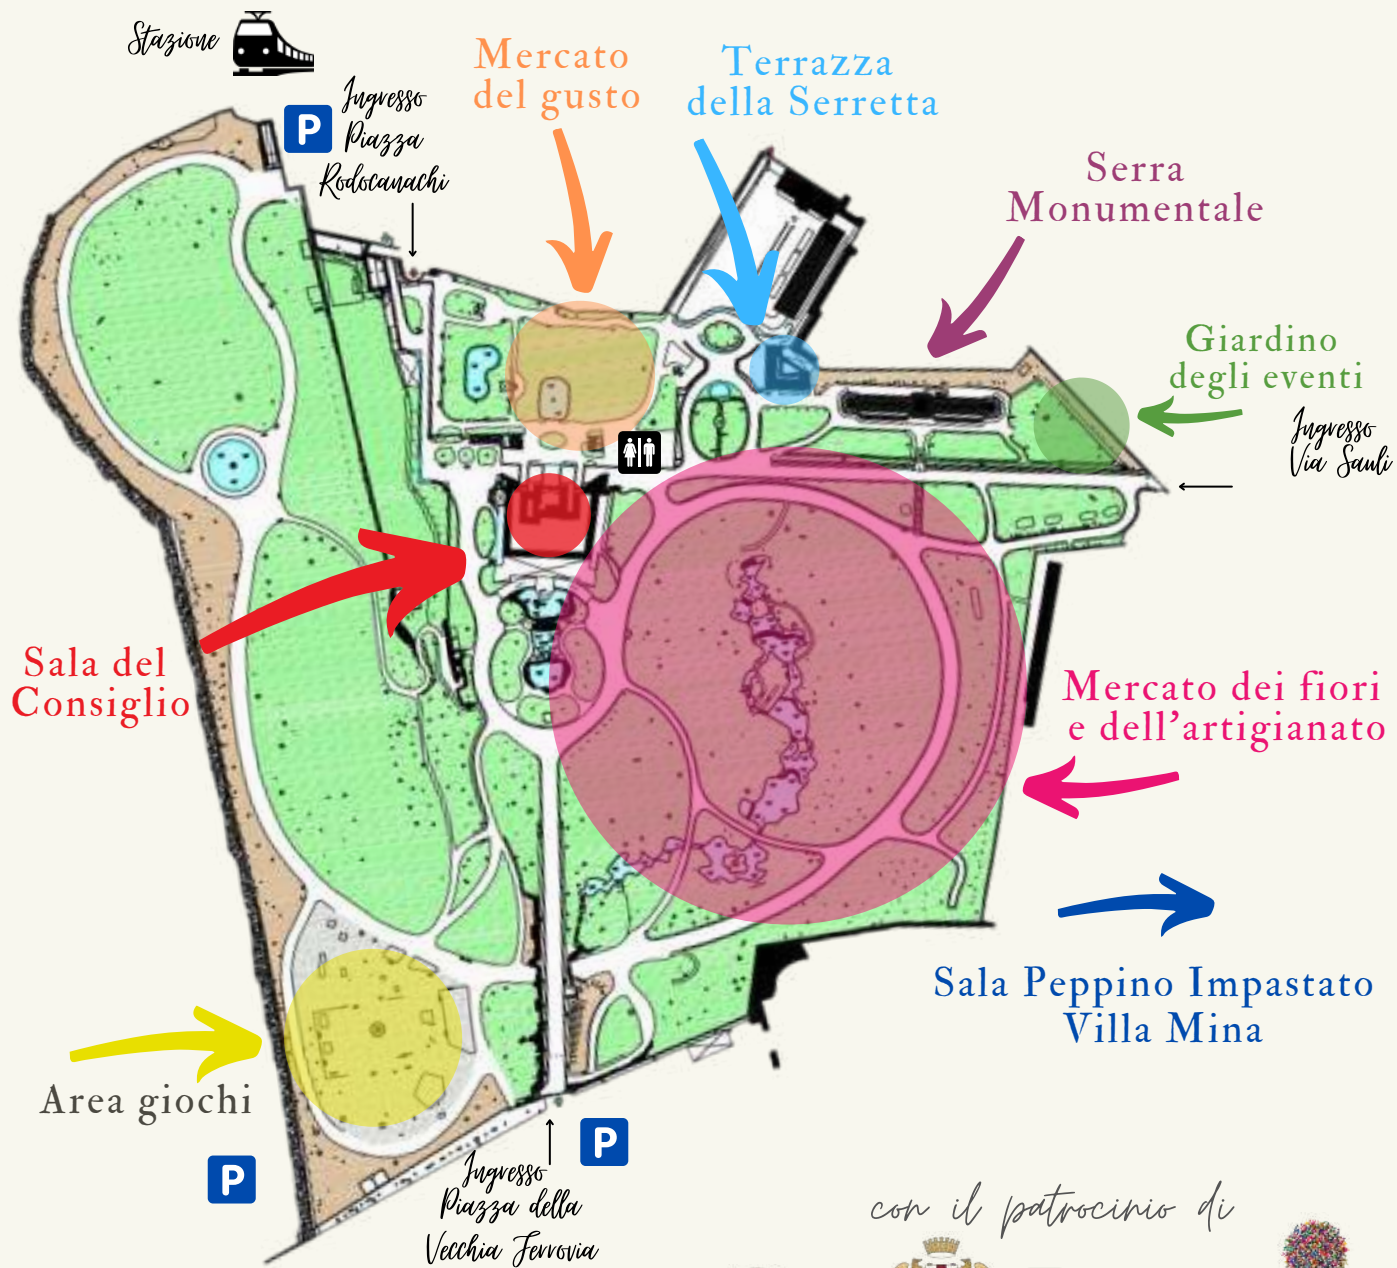 Stazione
P
Ingresso
Piazza
Rodocanachi
Mercato
del gusto
Terrazza
della Serretta
Serra
Monumentale
Giardino
degli eventi
Ingresso
Via Sauli
Sala del
Consiglio
Mercato dei fiori
e dell'artigianato
Sala Peppino Impastato
Villa Mina
Area giochi
P
P
Ingresso
Piazza della
Vecchia Ferrovia
con il patrocinio di